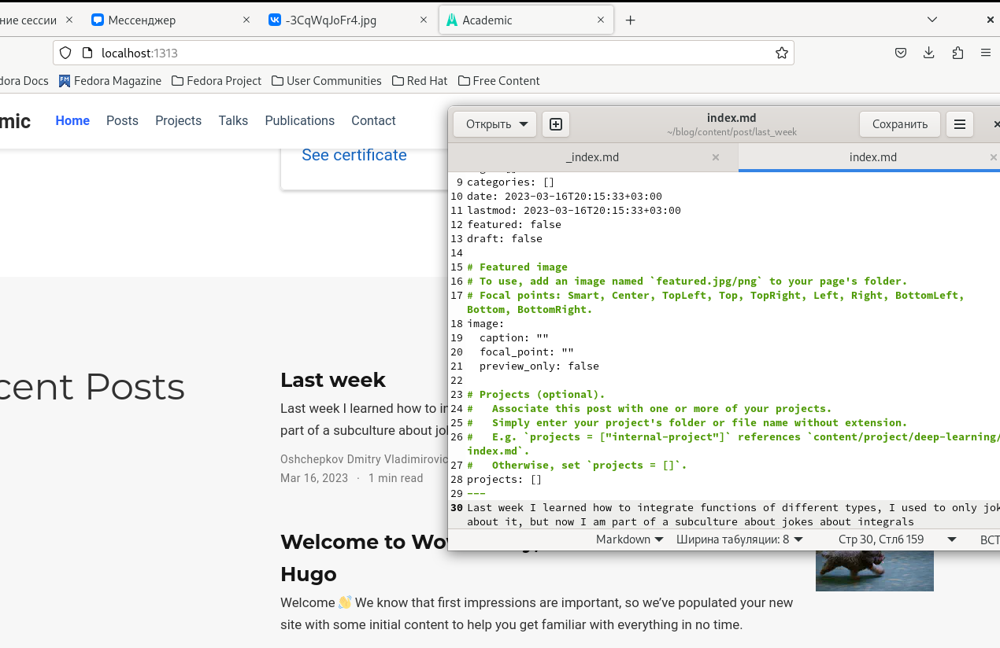 ние сессии
Мессенджер
-3CqWqJoFr4.jpg
Academic
localhost:1313
dora Docs
Fedora Magazine
Fedora Project
User Communities
Red Hat
Free Content
mic
Home
Posts
Projects
Talks
Publications
Contact
See certificate
cent Posts
Last week
Last week I learned how to in
part of a subculture about jo
Oshchepkov Dmitry Vladimirovic
Mar 16, 2023 · 1 min read
Welcome to Wo
Hugo
Welcome 👋 We know that first impressions are important, so we’ve populated your new
site with some initial content to help you get familiar with everything in no time.
Открыть
index.md
~/blog/content/post/last_week
Сохранить
_index.md
index.md
9 categories: []
10 date: 2023-03-16T20:15:33+03:00
11 lastmod: 2023-03-16T20:15:33+03:00
12 featured: false
13 draft: false
14
15 # Featured image
16 # To use, add an image named `featured.jpg/png` to your page's folder.
17 # Focal points: Smart, Center, TopLeft, Top, TopRight, Left, Right, BottomLeft,
Bottom, BottomRight.
18 image:
19   caption: ""
20   focal_point: ""
21   preview_only: false
22
23 # Projects (optional).
24 #   Associate this post with one or more of your projects.
25 #   Simply enter your project's folder or file name without extension.
26 #   E.g. `projects = ["internal-project"]` references `content/project/deep-learning/
index.md`.
27 #   Otherwise, set `projects = []`.
28 projects: []
29 ---
30 Last week I learned how to integrate functions of different types, I used to only jok
about it, but now I am part of a subculture about jokes about integrals
Markdown
Ширина табуляции: 8
Стр 30, Стлб 159
ВСТ